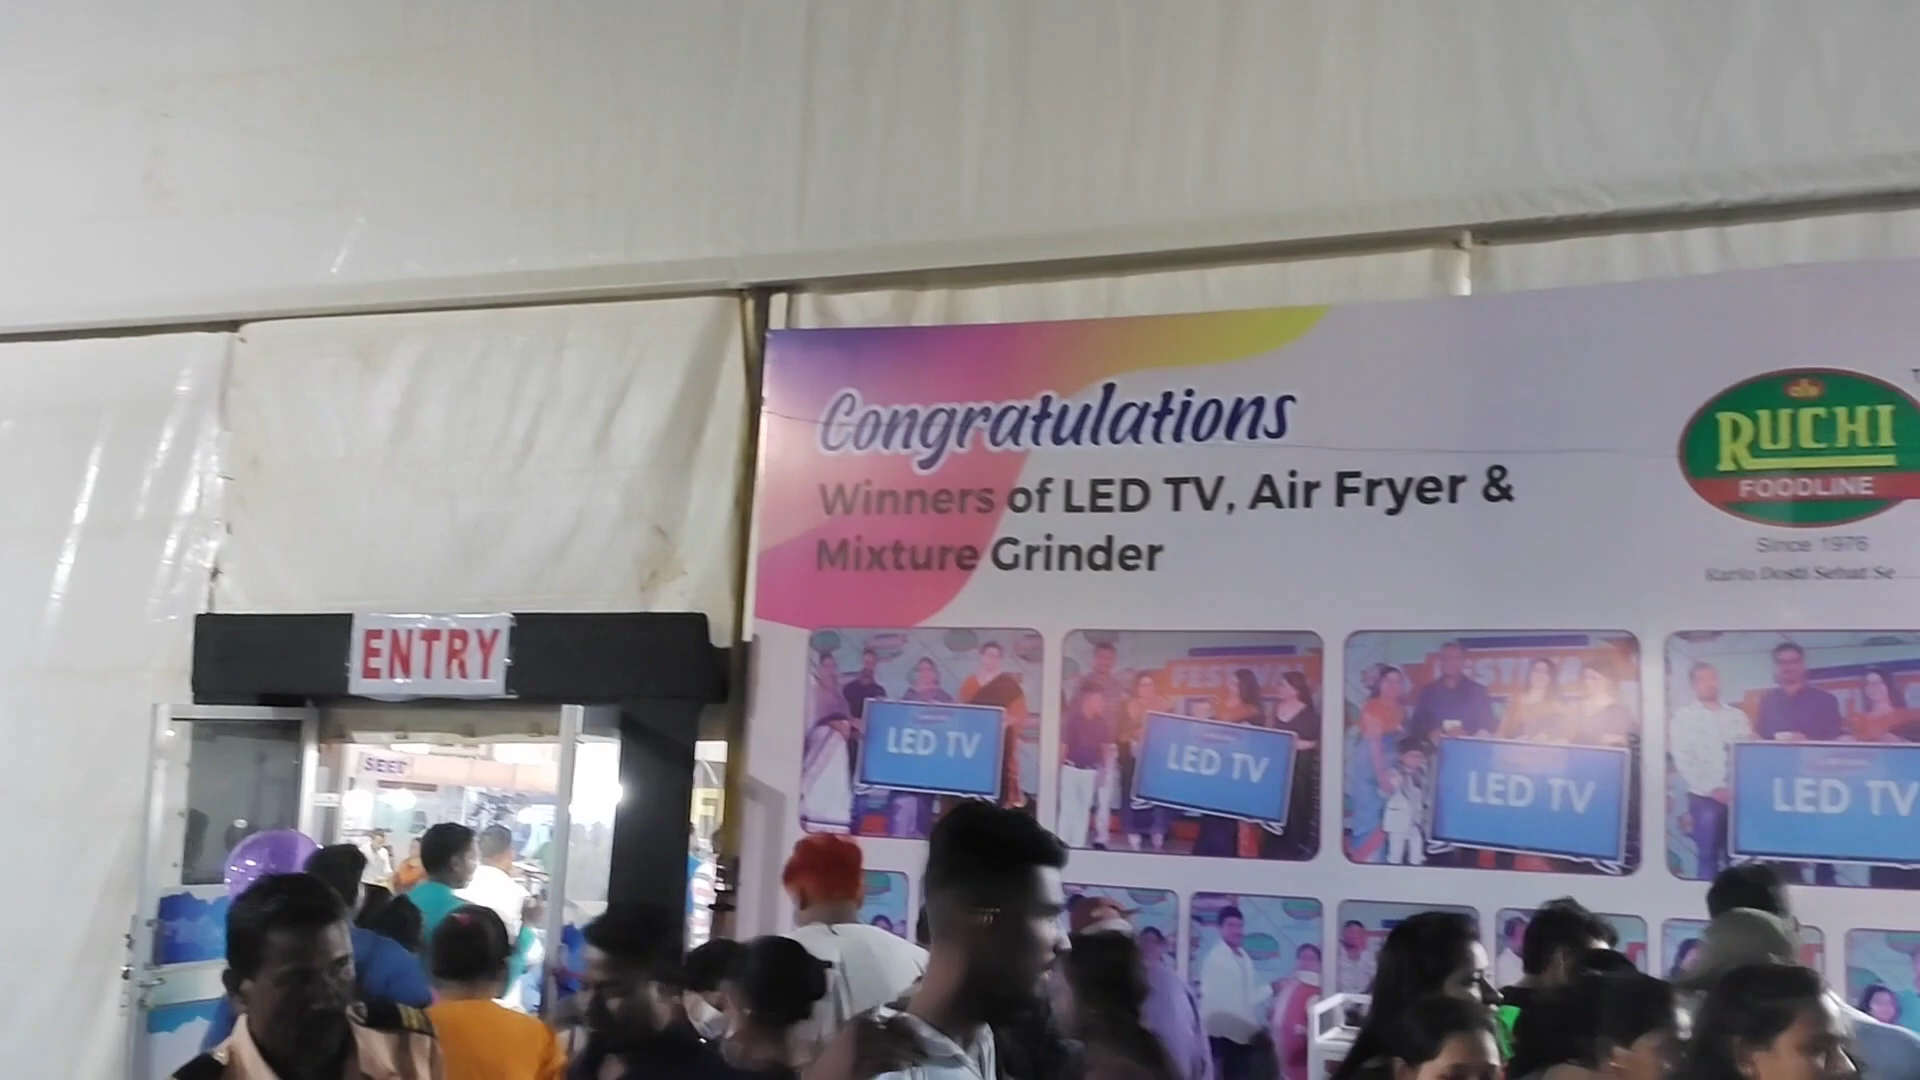 Congratulations
Winners of LED TV, Air Fryer &
Mixture Grinder
RUCHI
FOODLINE
Since 1976
ENTRY
FESTIVAL
LED TV
LED TV
LED TV
LED TV